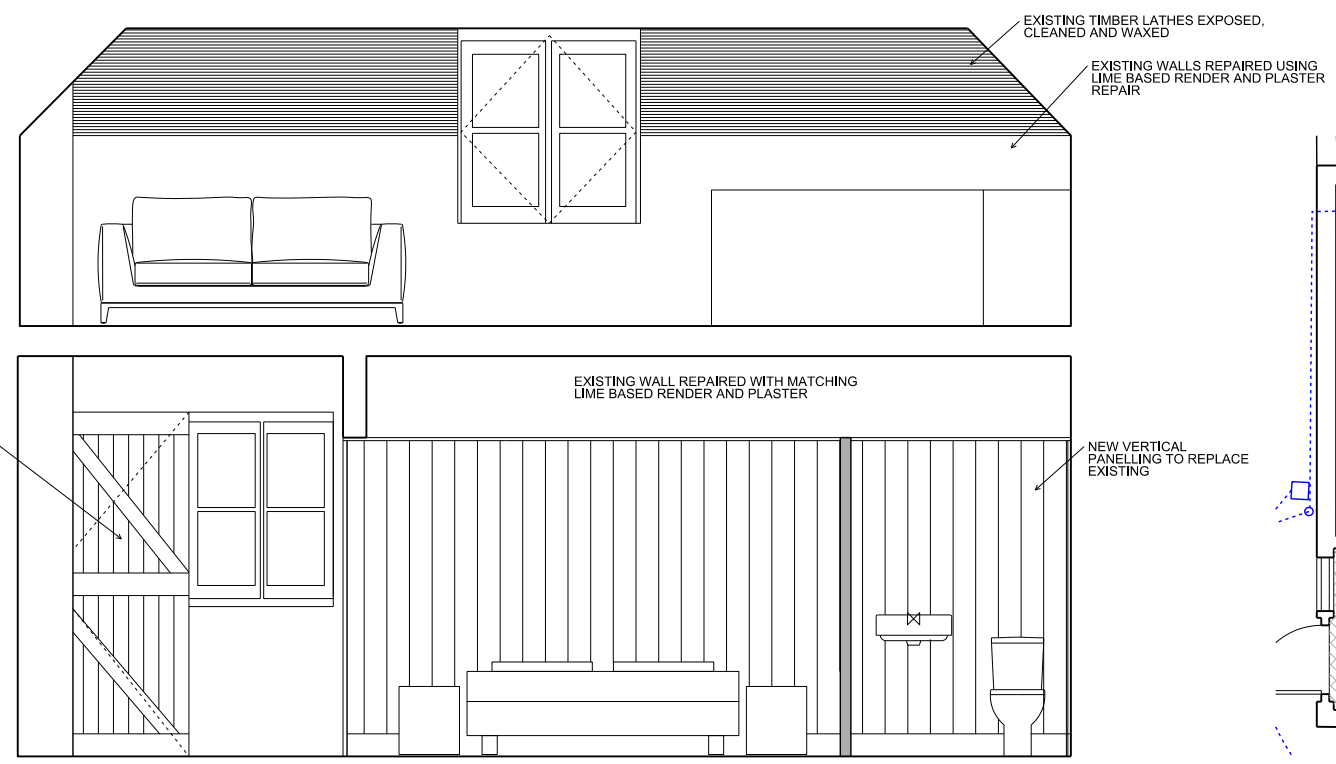 EXISTING TIMBER LATHES EXPOSED,
CLEANED AND WAXED
EXISTING WALLS REPAIRED USING
LIME BASED RENDER AND PLASTER
REPAIR
EXISTING WALL REPAIRED WITH MATCHING
LIME BASED RENDER AND PLASTER
NEW VERTICAL
PANELLING TO REPLACE
EXISTING